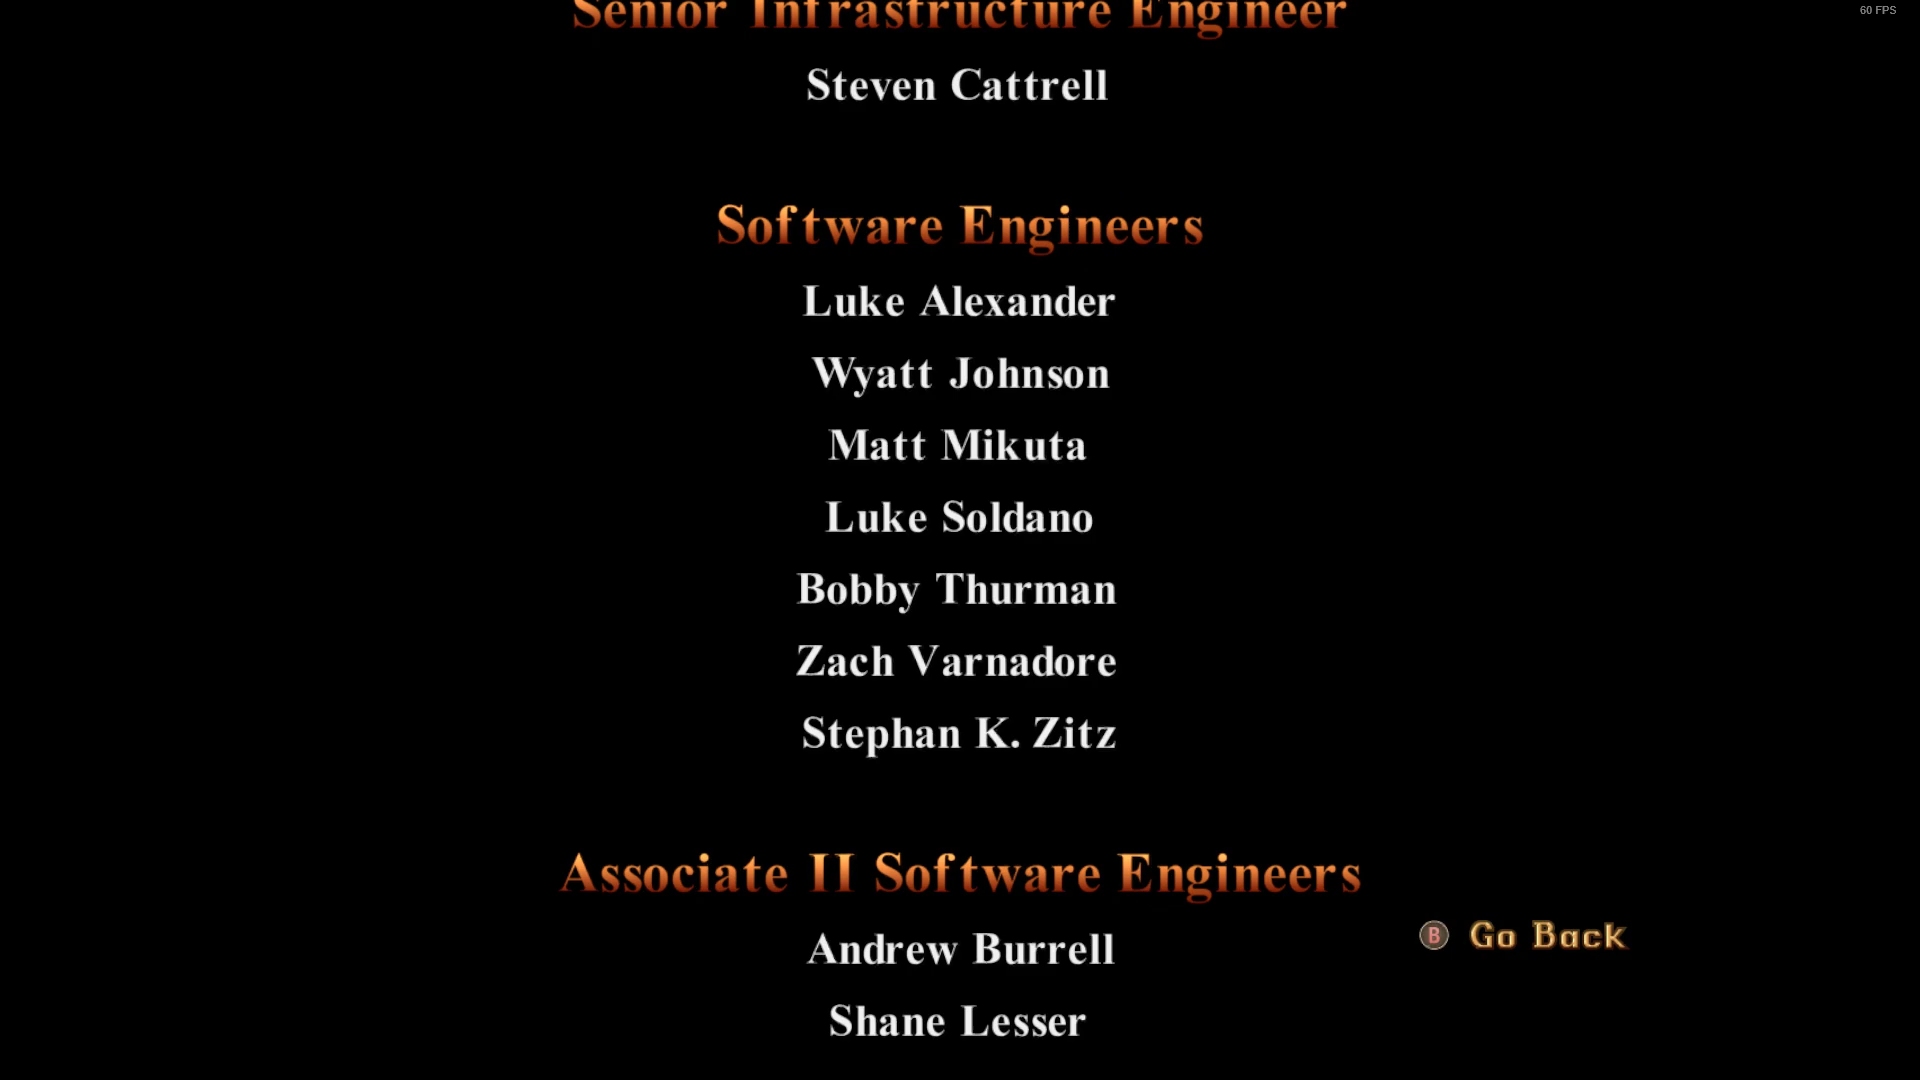 60 FPS
Senior Infrastructure Engineer
Steven Cattrell
Software Engineers
Luke Alexander
Wyatt Johnson
Matt Mikuta
Luke Soldano
Bobby Thurman
Zach Varnadore
Stephan K. Zitz
Associate II Software Engineers
Andrew Burrell
B Go Back
Shane Lesser